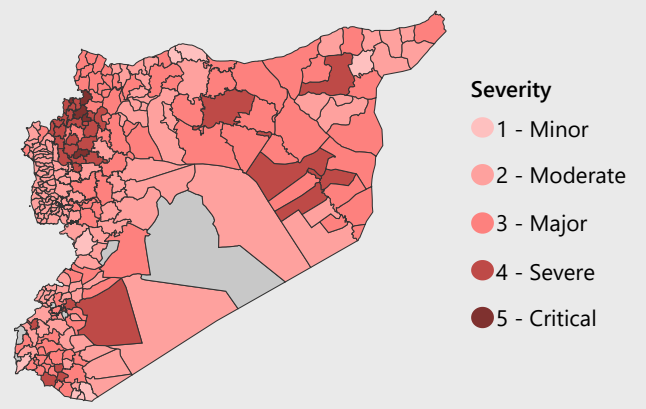 Severity
1 - Minor
2 - Moderate
3 - Major
4 - Severe
5 - Critical